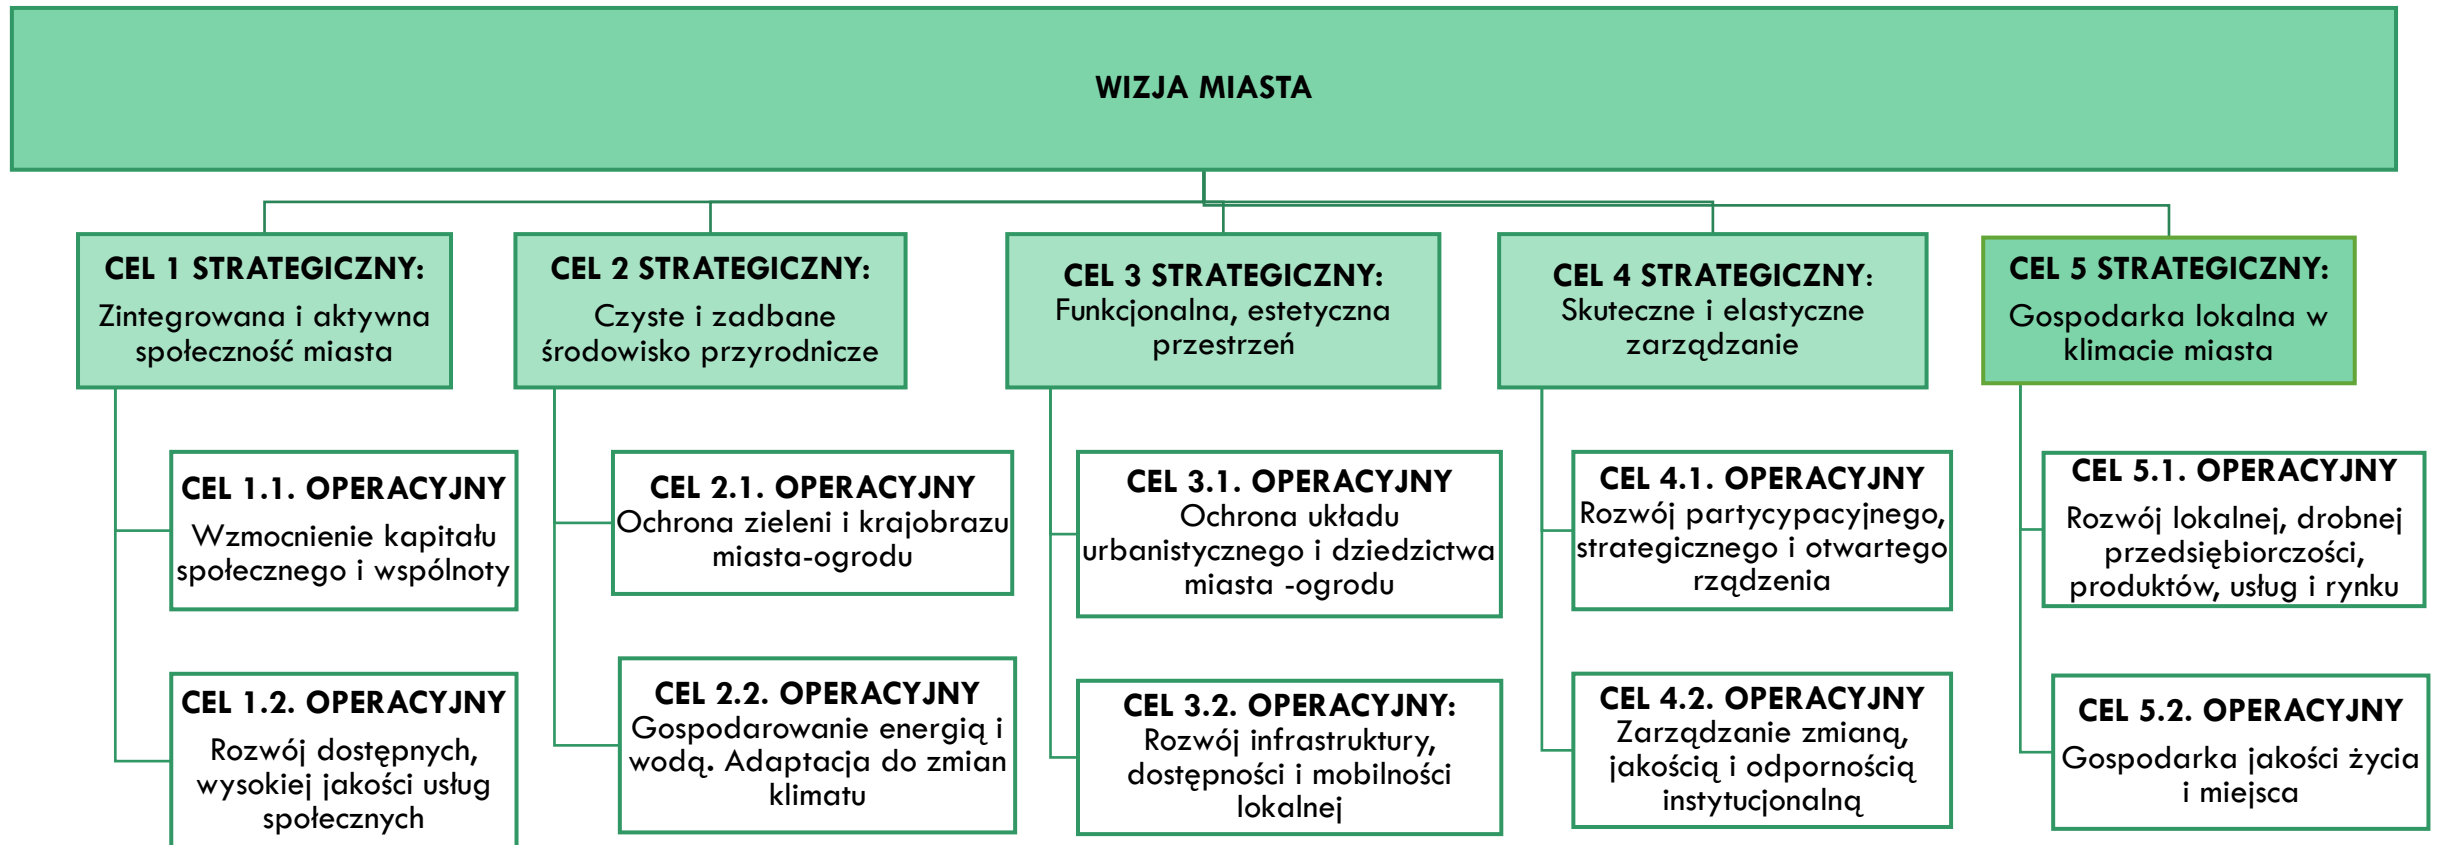 WIZJA MIASTA
CEL 1 STRATEGICZNY:
Zintegrowana i aktywna
społeczność miasta
CEL 2 STRATEGICZNY:
Czyste i zadbane
środowisko przyrodnicze
CEL 3 STRATEGICZNY:
Funkcjonalna, estetyczna
przestrzeń
CEL 4 STRATEGICZNY:
Skuteczne i elastyczne
zarządzanie
CEL 5 STRATEGICZNY:
Gospodarka lokalna w
klimacie miasta
CEL 1.1. OPERACYJNY
Wzmocnienie kapitału
społecznego i wspólnoty
CEL 2.1. OPERACYJNY
Ochrona zieleni i krajobrazu
miasta-ogrodu
CEL 3.1. OPERACYJNY
Ochrona układu
urbanistycznego i dziedzictwa
miasta -ogrodu
CEL 4.1. OPERACYJNY
Rozwój partycypacyjnego,
strategicznego i otwartego
rządzenia
CEL 5.1. OPERACYJNY
Rozwój lokalnej, drobnej
przedsiębiorczości,
produktów, usług i rynku
CEL 1.2. OPERACYJNY
Rozwój dostępnych,
wysokiej jakości usług
społecznych
CEL 2.2. OPERACYJNY
Gospodarowanie energią i
wodą. Adaptacja do zmian
klimatu
CEL 3.2. OPERACYJNY:
Rozwój infrastruktury,
dostępności i mobilności
lokalnej
CEL 4.2. OPERACYJNY
Zarządzanie zmianą,
jakością i odpornością
instytucjonalną
CEL 5.2. OPERACYJNY
Gospodarka jakości życia
i miejsca